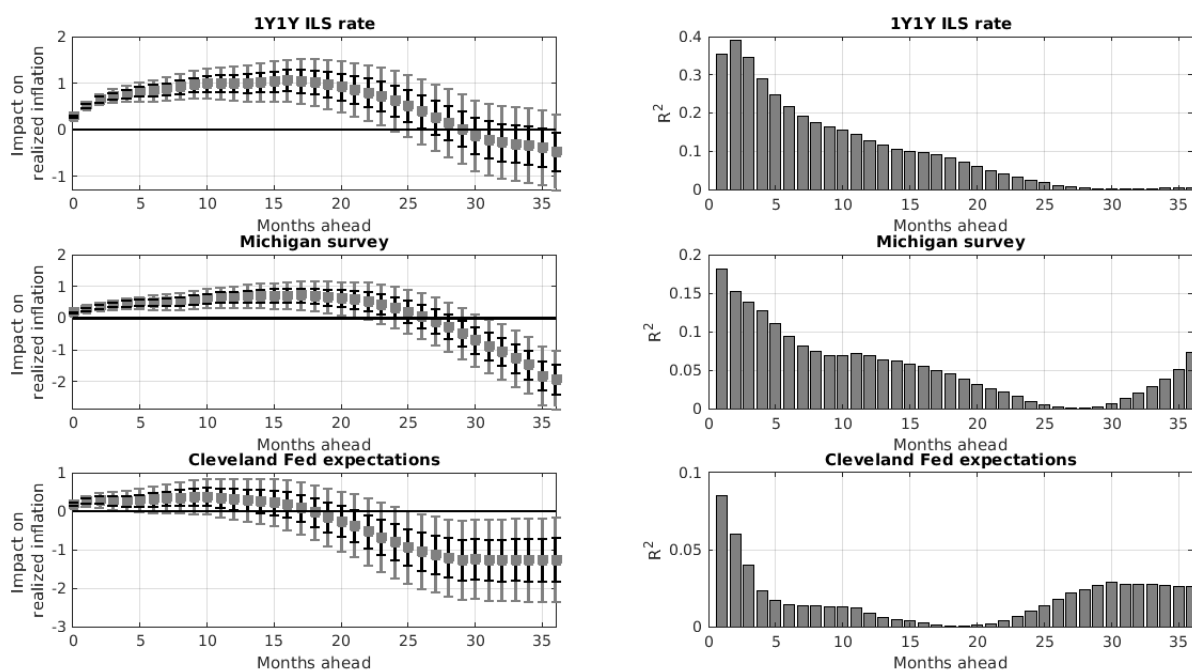 1Y1Y ILS rate
Impact on
realized inflation
2
1
0
-1
0 5 10 15 20 25 30 35
Months ahead
1Y1Y ILS rate
R²
0.4
0.3
0.2
0.1
0
0 5 10 15 20 25 30 35
Months ahead
Michigan survey
Impact on
realized inflation
2
1
0
-1
-2
0 5 10 15 20 25 30 35
Months ahead
Michigan survey
R²
0.2
0.15
0.1
0.05
0
0 5 10 15 20 25 30 35
Months ahead
Cleveland Fed expectations
Impact on
realized inflation
1
0
-1
-2
-3
0 5 10 15 20 25 30 35
Months ahead
Cleveland Fed expectations
R²
0.1
0.05
0
0 5 10 15 20 25 30 35
Months ahead